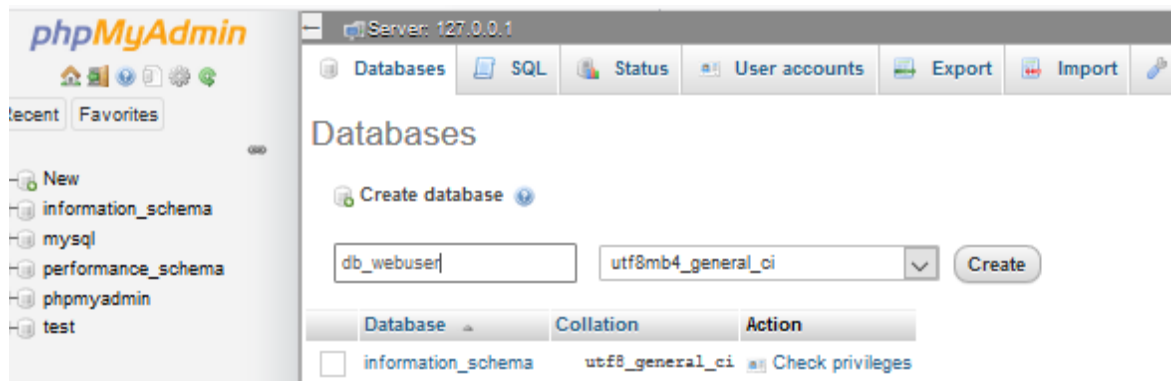 phpMyAdmin
Recent Favorites
New
information_schema
mysql
performance_schema
phpmyadmin
test
Server: 127.0.0.1
Databases SQL Status User accounts Export Import
Databases
Create database
db_webuser utf8mb4_general_ci Create
Database Collation Action
information_schema utf8_general_ci Check privileges